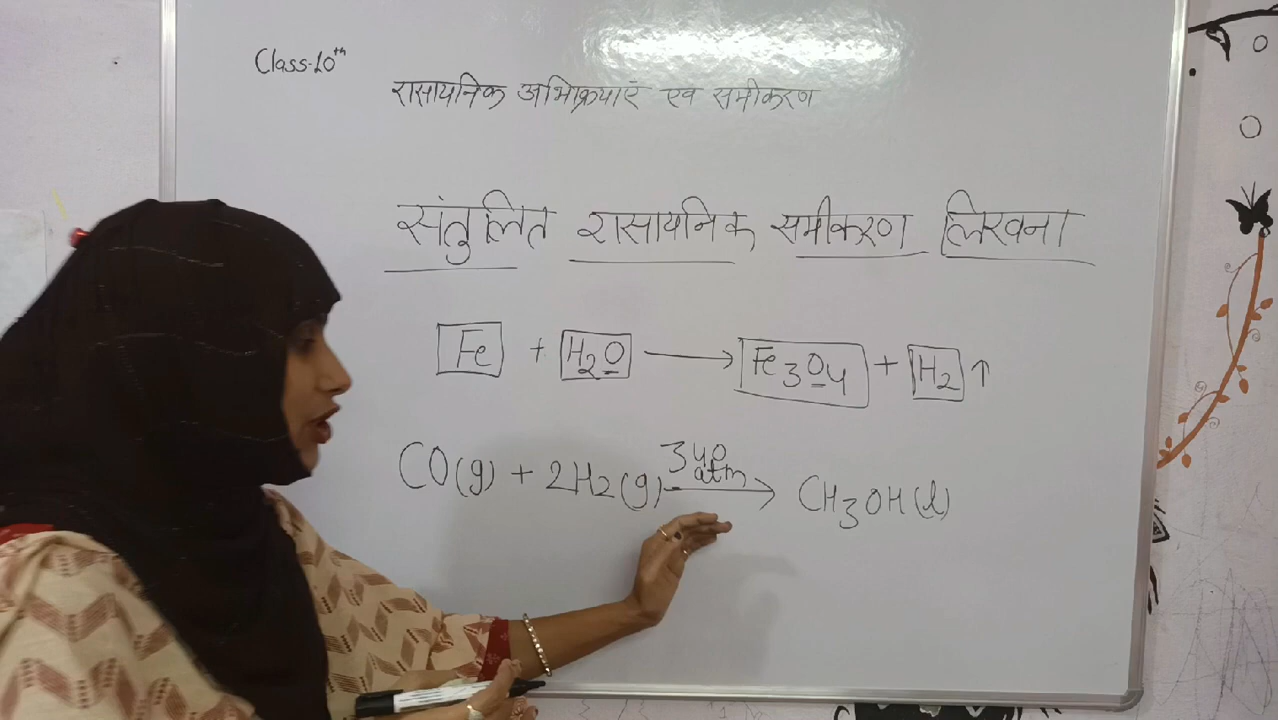 Class-10th
रासायनिक अभिक्रियाएं एव समीकरण
संतुलित रासायनिक समीकरण लिखना
Fe + H2O ⟶ Fe3O4 + H2 ↑
340
atm
CO(g) + 2H2(g) ⟶ CH3OH(l)